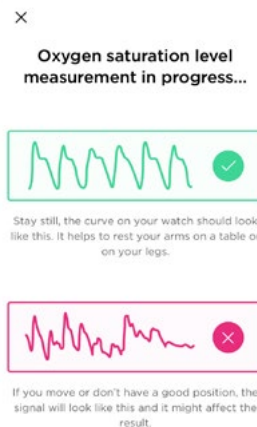 Oxygen saturation level
measurement in progress...
Stay still, the curve on your watch should look
like this. It helps to rest your arms on a table or
on your legs.
If you move or don't have a good position, the
signal will look like this and it might affect the
result.